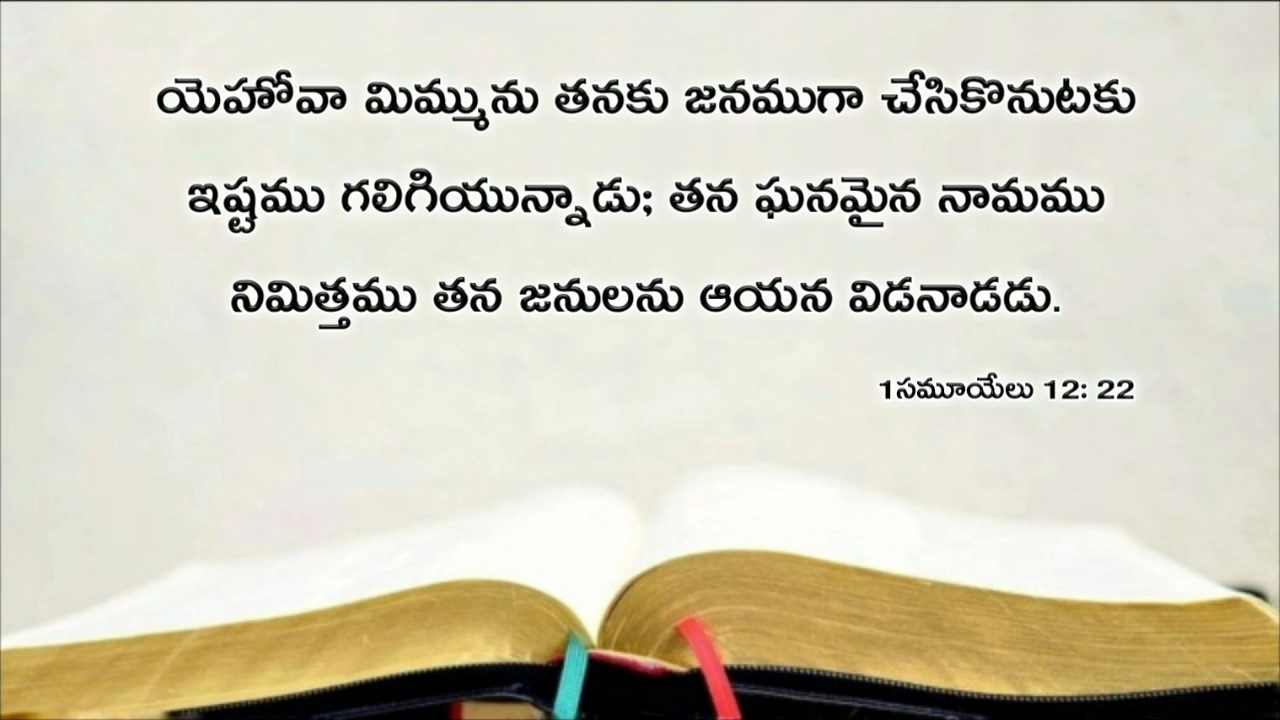 యెహోవా మిమ్మును తనకు జనముగా చేసికొనుటకు
ఇష్టము గలిగియున్నాడు; తన ఘనమైన నామము
నిమిత్తము తన జనులను ఆయన విడనాడడు.
1సమూయేలు 12: 22